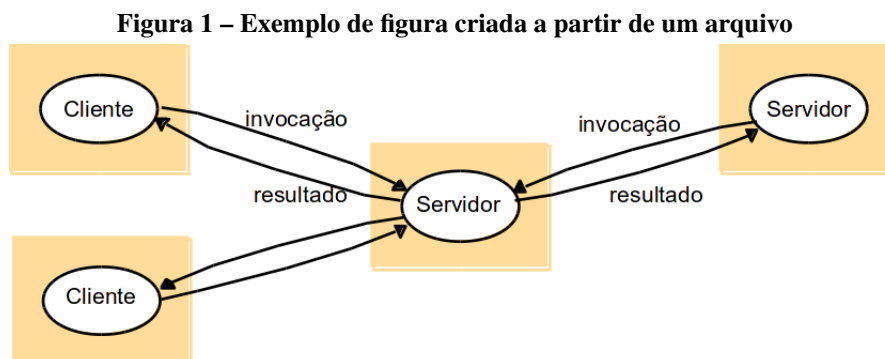 Figura 1 – Exemplo de figura criada a partir de um arquivo
Cliente
invocação
resultado
Servidor
invocação
resultado
Servidor
Cliente